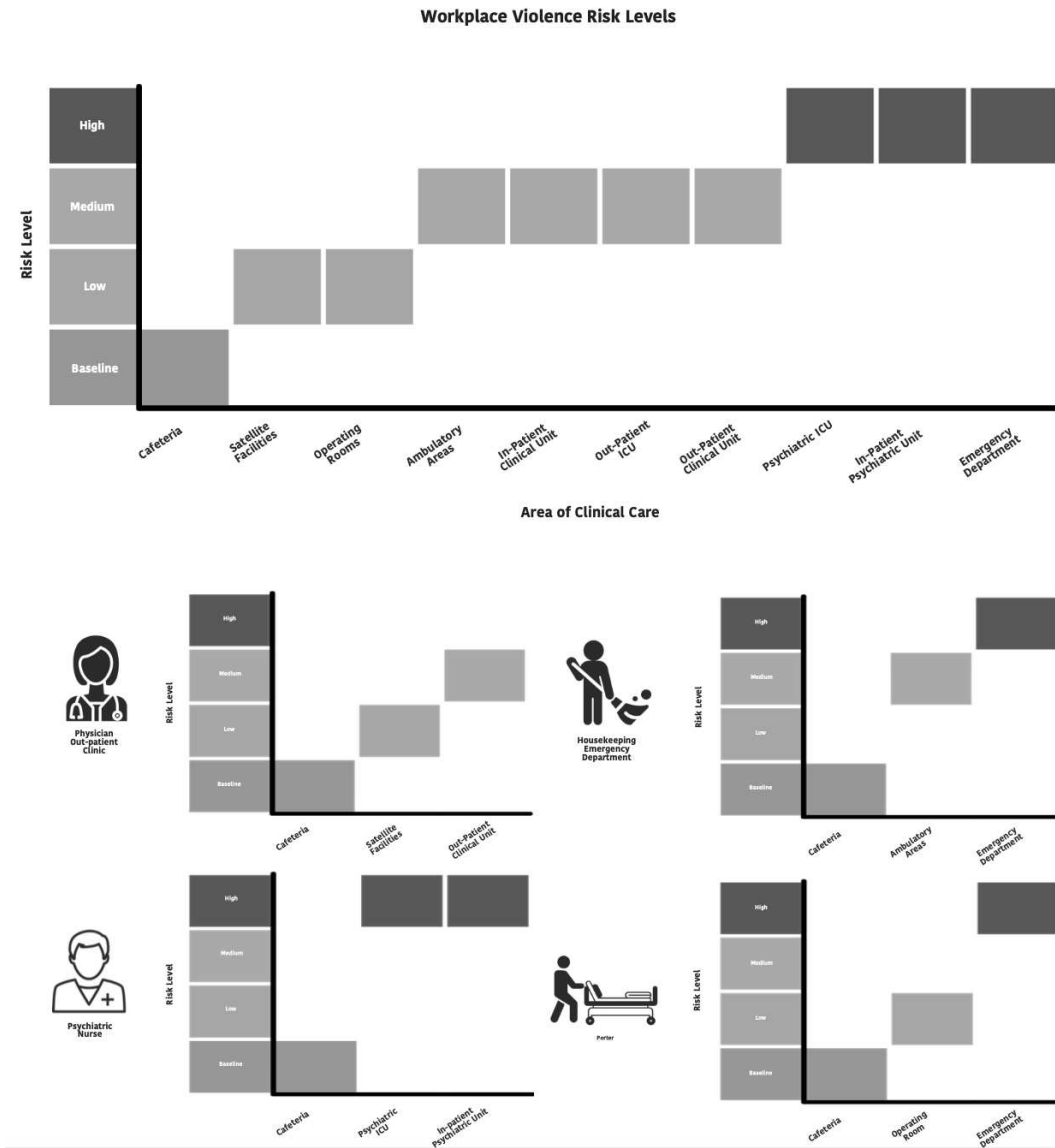 Workplace Violence Risk Levels
High
Medium
Low
Baseline
Risk Level
Cafeteria
Satellite
Facilities
Operating
Rooms
Ambulatory
Areas
In-Patient
Clinical Unit
Out-Patient
ICU
Out-Patient
Clinical Unit
Psychiatric ICU
In-Patient
Psychiatric Unit
Emergency
Department
Area of Clinical Care
Physician
Out-patient
Clinic
Risk Level
High
Medium
Low
Baseline
Cafeteria
Satellite
Facilities
Out-Patient
Clinical Unit
Housekeeping
Emergency
Department
Risk Level
High
Medium
Low
Baseline
Cafeteria
Ambulatory
Areas
Emergency
Department
Psychiatric
Nurse
Risk Level
High
Medium
Low
Baseline
Cafeteria
Psychiatric
ICU
In-patient
Psychiatric Unit
Porter
Risk Level
High
Medium
Low
Baseline
Cafeteria
Operating
Room
Emergency
Department